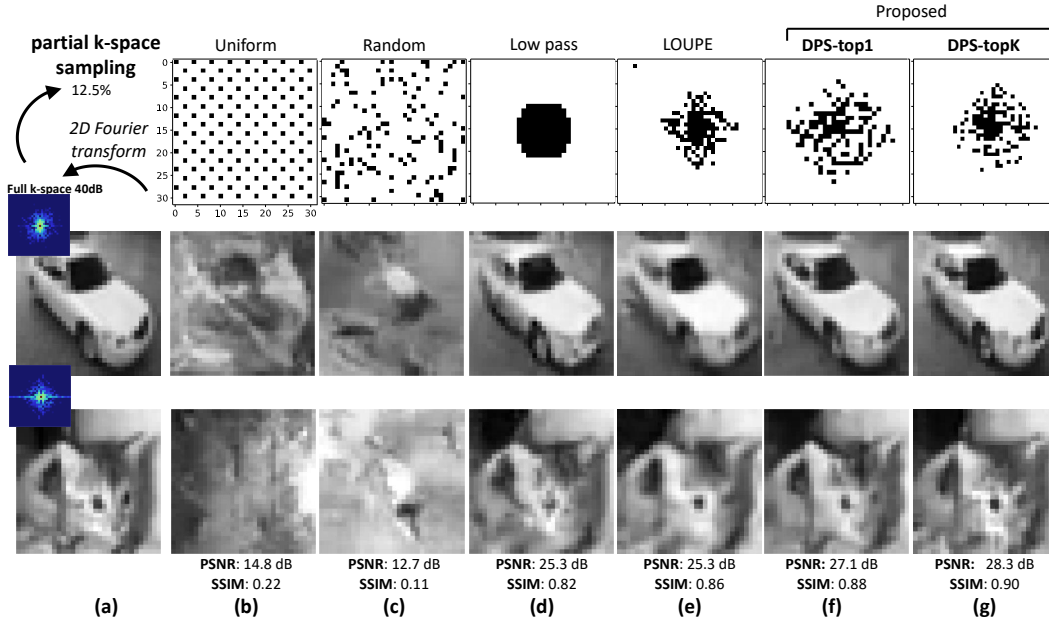 Proposed
partial k-space
sampling
12.5%
Uniform
Random
Low pass
LOUPE
DPS-top1
DPS-topK
2D Fourier
transform
Full k-space 40dB
0
5
10
15
20
25
30
0 5 10 15 20 25 30
PSNR: 14.8 dB
SSIM: 0.22
PSNR: 12.7 dB
SSIM: 0.11
PSNR: 25.3 dB
SSIM: 0.82
PSNR: 25.3 dB
SSIM: 0.86
PSNR: 27.1 dB
SSIM: 0.88
PSNR: 28.3 dB
SSIM: 0.90
(a) (b) (c) (d) (e) (f) (g)